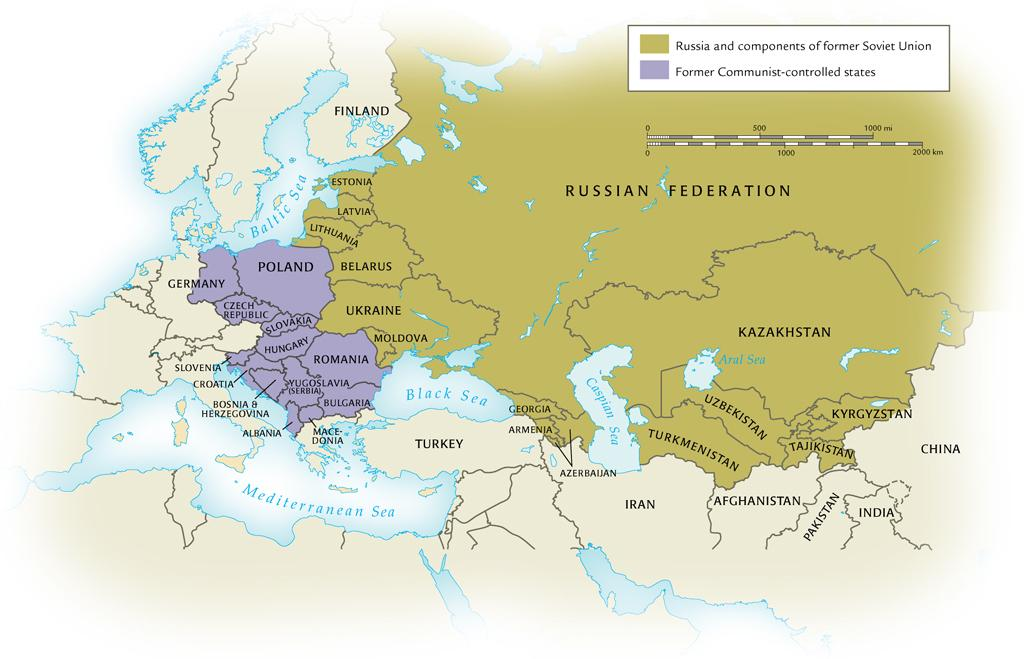 Russia and components of former Soviet Union
Former Communist-controlled states
0 500 1000 mi
0 1000 2000 km
FINLAND
RUSSIAN FEDERATION
Baltic Sea
ESTONIA
LATVIA
LITHUANIA
BELARUS
POLAND
GERMANY
CZECH
REPUBLIC
SLOVAKIA
UKRAINE
MOLDOVA
HUNGARY
ROMANIA
SLOVENIA
CROATIA
BOSNIA &
HERZEGOVINA
YUGOSLAVIA
(SERBIA)
BULGARIA
ALBANIA
MACE-
DONIA
Black Sea
Caspian Sea
Aral Sea
KAZAKHSTAN
UZBEKISTAN
KYRGYZSTAN
TURKMENISTAN
TAJIKISTAN
GEORGIA
ARMENIA
AZERBAIJAN
TURKEY
CHINA
IRAN
AFGHANISTAN
PAKISTAN
INDIA
Mediterranean Sea